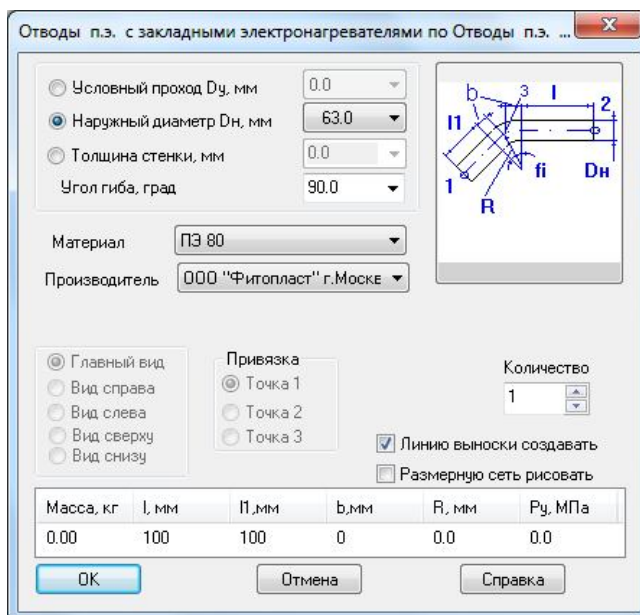 Отводы п.э. с закладными электронагревателями по Отводы п.э. ...
Условный проход Dу, мм 0.0
Наружный диаметр Dн, мм 63.0
Толщина стенки, мм 0.0
Угол гиба, град 90.0
b 3 l 2
l1
1 R fi Dн
Материал ПЭ 80
Производитель ООО "Фитопласт" г.Москв
Главный вид
Вид справа
Вид слева
Вид сверху
Вид снизу
Привязка
Точка 1
Точка 2
Точка 3
Количество
1
Линию выноски создавать
Размерную сеть рисовать
Масса, кг l, мм l1,мм b,мм R, мм Ру, МПа
0.00 100 100 0 0.0 0.0
OK Отмена Справка